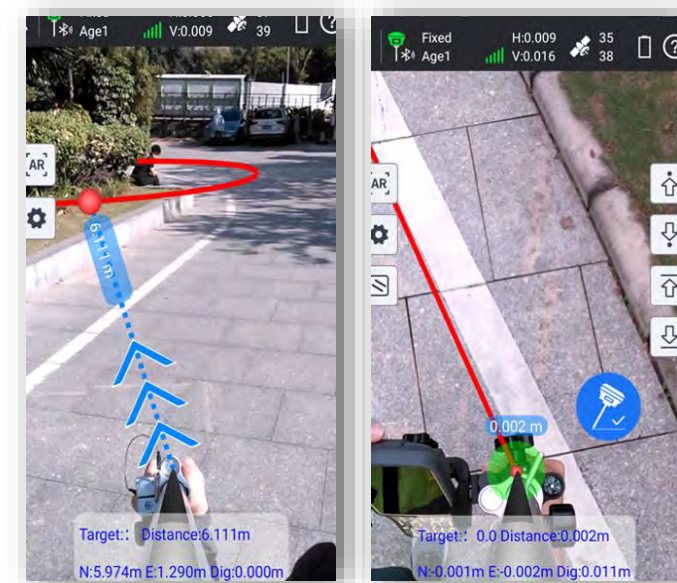 Age1 V:0.009 39
AR
6.111 m
Target:: Distance:6.111m
N:5.974m E:1.290m Dig:0.000m
Fixed H:0.009 35
Age1 V:0.016 38
AR
0.002 m
Target:: 0.0 Distance:0.002m
N:-0.001m E:-0.002m Dig:0.011m